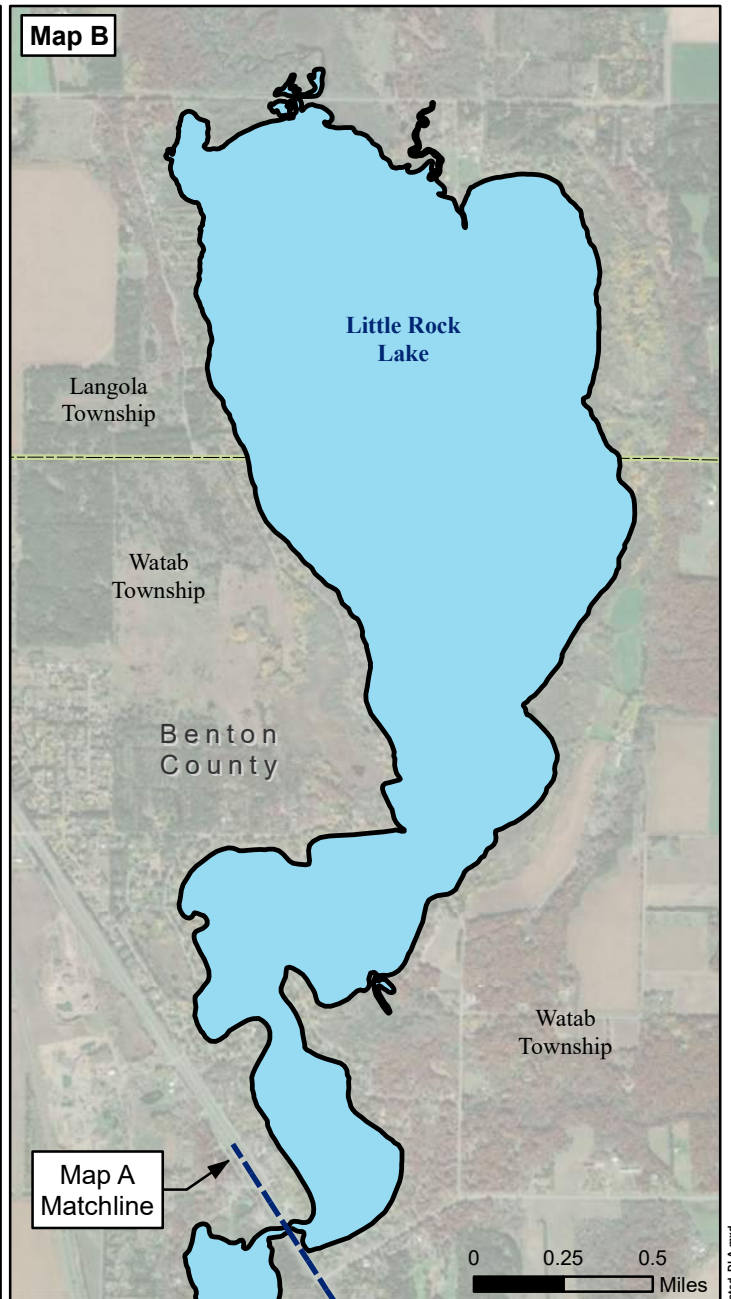 Map B
Little Rock
Lake
Langola
Township
Watab
Township
Benton
County
Watab
Township
Map A
Matchline
0 0.25 0.5
Miles